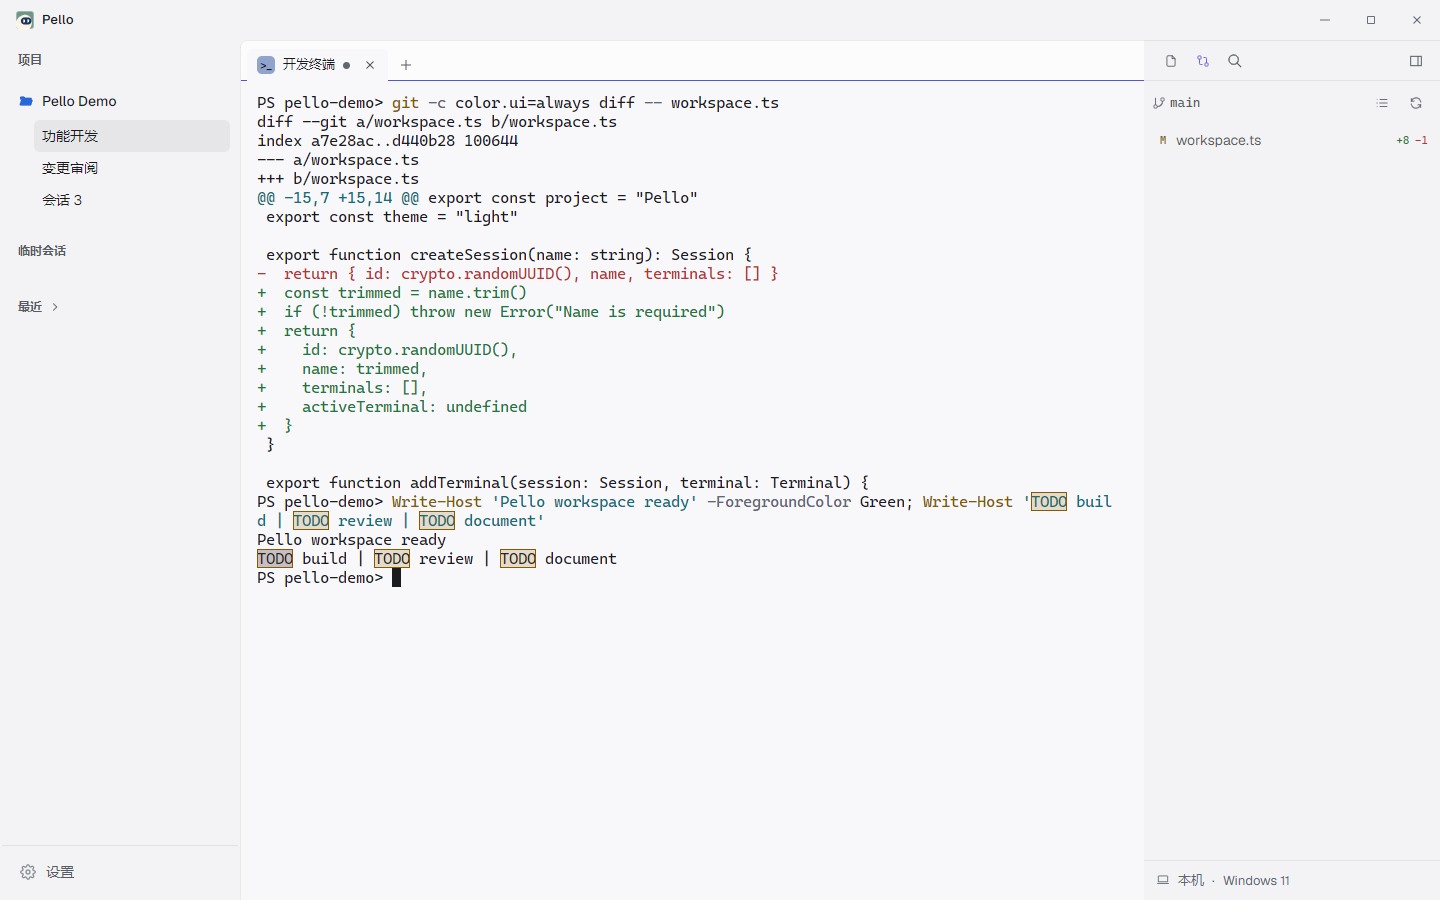 Pello
项目
Pello Demo
功能开发
变更审阅
会话 3
临时会话
最近
设置
>_ 开发终端
PS pello-demo> git -c color.ui=always diff -- workspace.ts
diff --git a/workspace.ts b/workspace.ts
index a7e28ac..d440b28 100644
--- a/workspace.ts
+++ b/workspace.ts
@@ -15,7 +15,14 @@ export const project = "Pello"
 export const theme = "light"

 export function createSession(name: string): Session {
-  return { id: crypto.randomUUID(), name, terminals: [] }
+  const trimmed = name.trim()
+  if (!trimmed) throw new Error("Name is required")
+  return {
+    id: crypto.randomUUID(),
+    name: trimmed,
+    terminals: [],
+    activeTerminal: undefined
+  }
 }

 export function addTerminal(session: Session, terminal: Terminal) {
PS pello-demo> Write-Host 'Pello workspace ready' -ForegroundColor Green; Write-Host 'TODO buil
d | TODO review | TODO document'
Pello workspace ready
TODO build | TODO review | TODO document
PS pello-demo>
main
M workspace.ts +8 -1
本机 · Windows 11